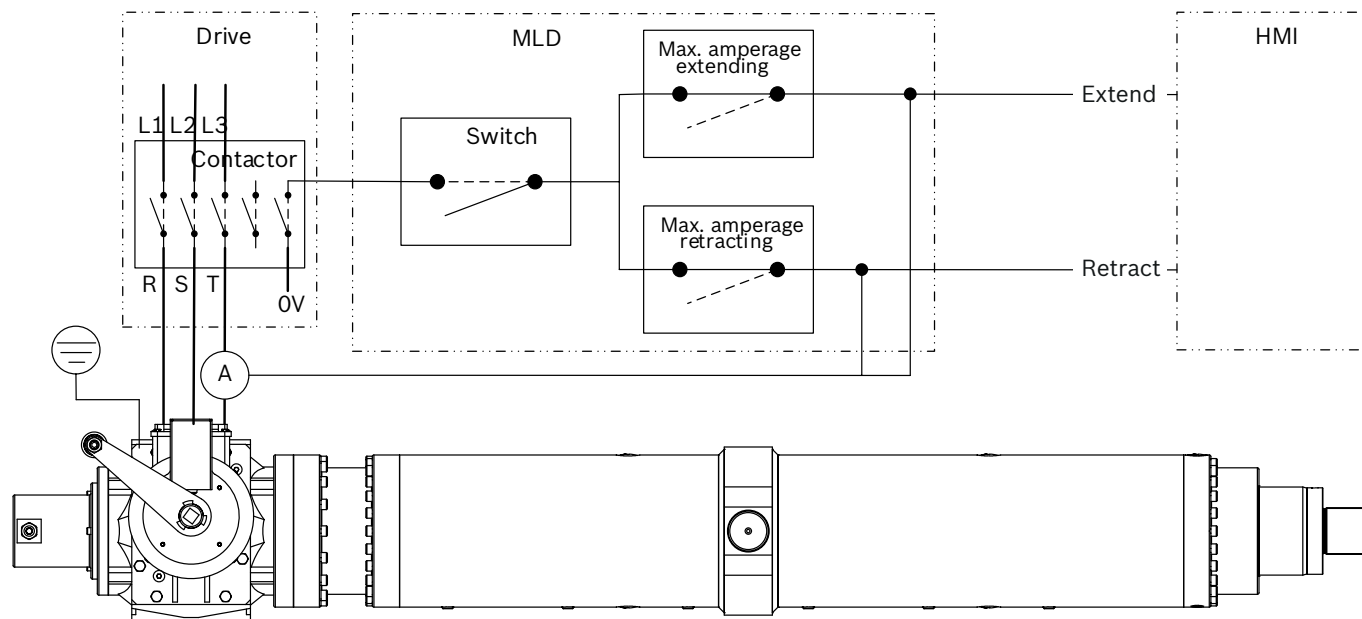 Drive
MLD
HMI
Max. amperage
extending
Extend
L1 L2 L3
Contactor
Switch
Max. amperage
retracting
Retract
R S T
0V
A